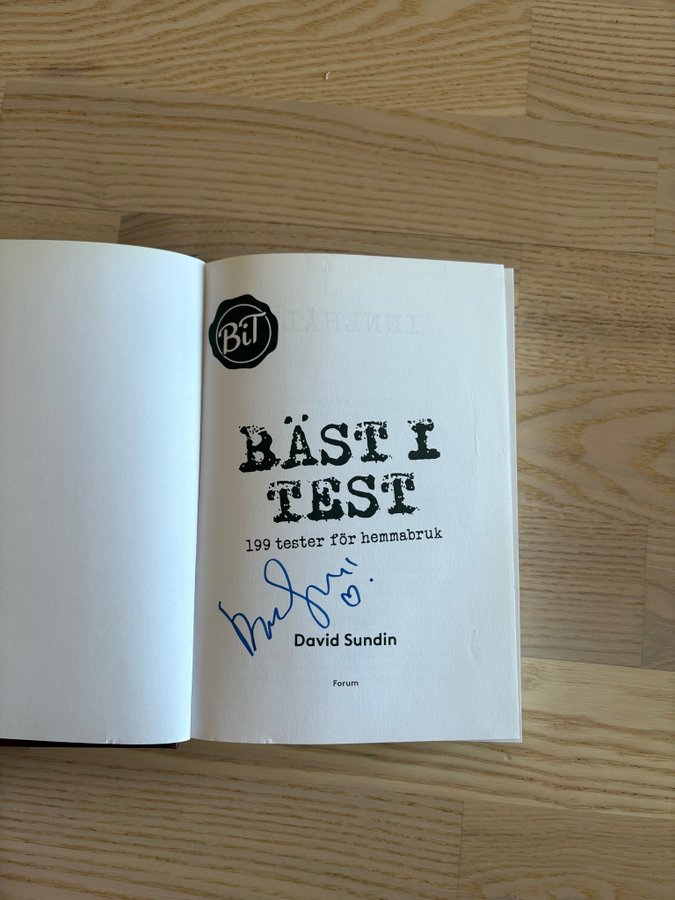 BiT
BÄST I
TEST
199 tester för hemmabruk
David Sundin
Forum